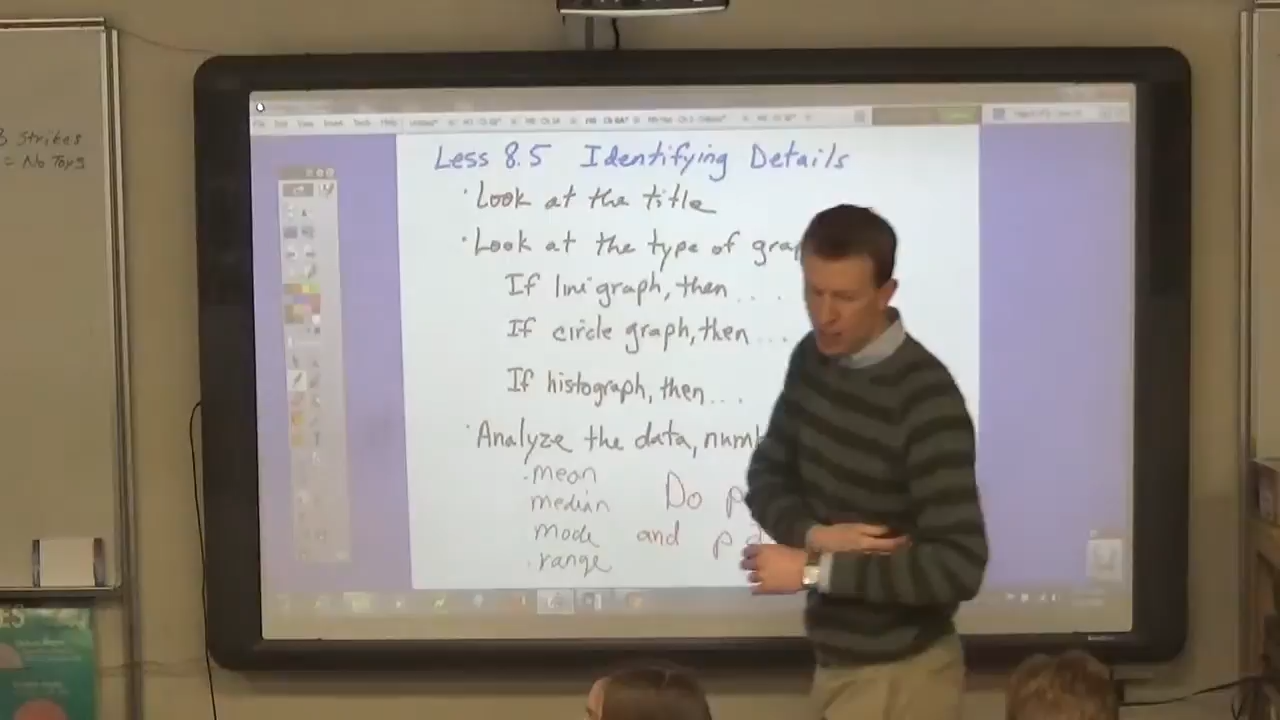 3 Strikes
= No Toys
Less 8.5 Identifying Details
· Look at the title
· Look at the type of grap
If line graph, then ....
If circle graph, then ...
If histograph, then...
· Analyze the data, numb
· mean
median
mode
· range
Do p
and p